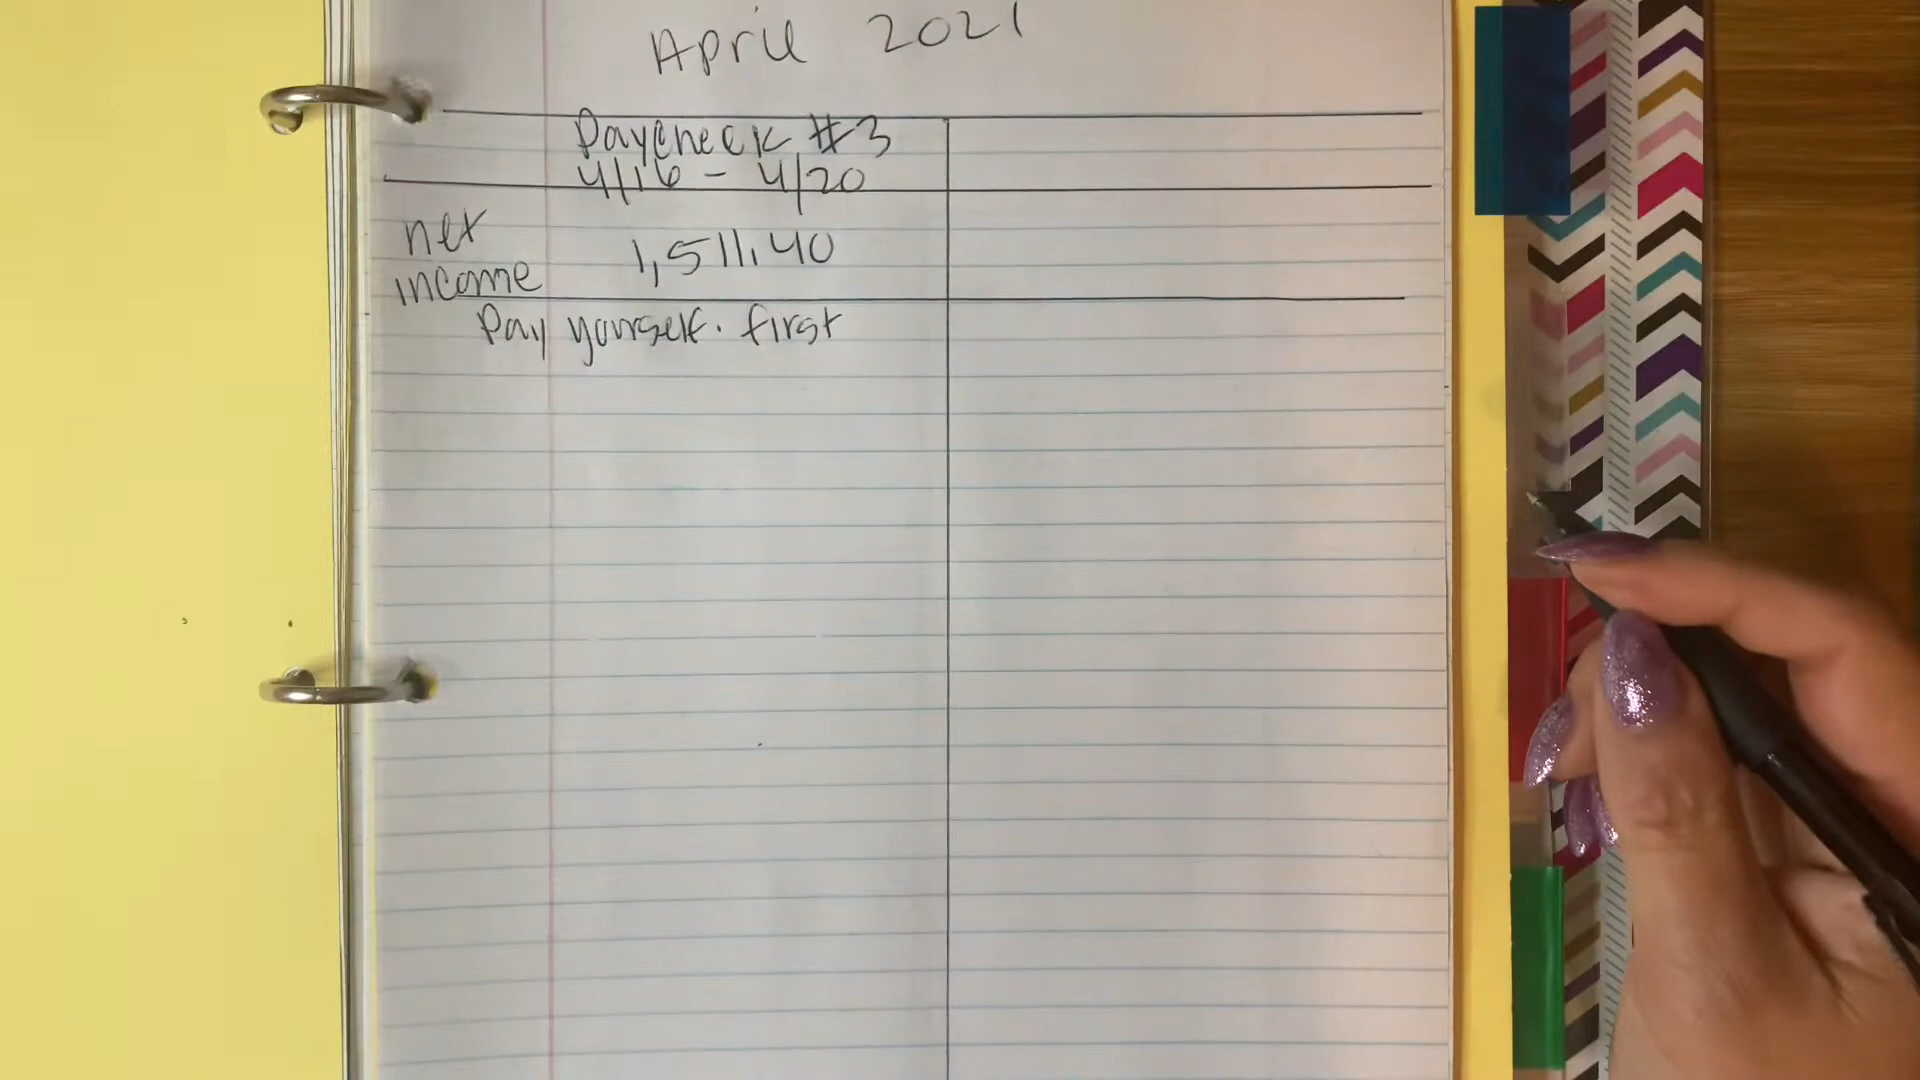 April 2021
Paycheck #3
4/16 - 4/20
net
income
1,511.40
Pay yourself. first